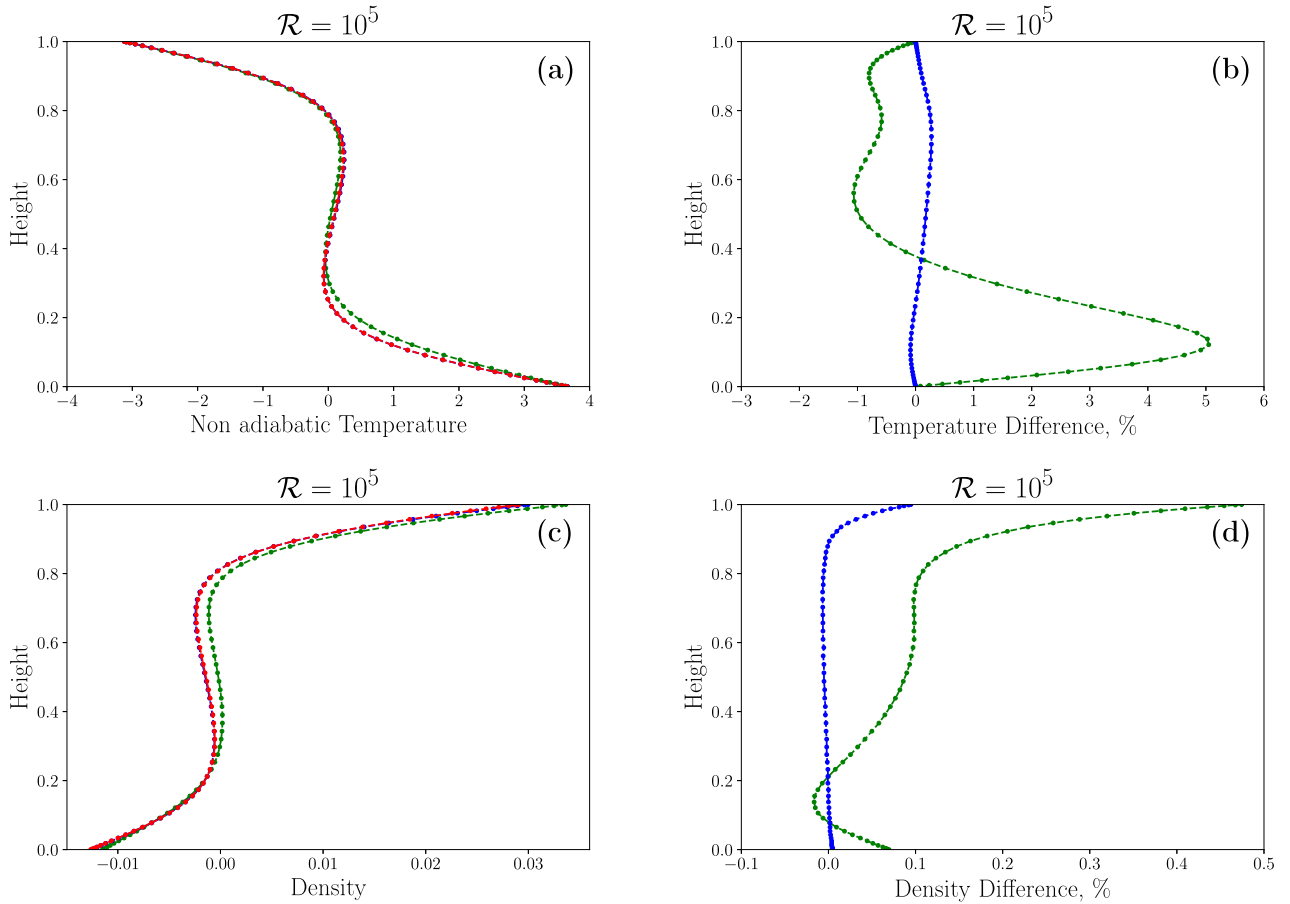 R = 10^5
(a)
Height
1.0
0.8
0.6
0.4
0.2
0.0
−4 −3 −2 −1 0 1 2 3 4
Non adiabatic Temperature
R = 10^5
(b)
Height
1.0
0.8
0.6
0.4
0.2
0.0
−3 −2 −1 0 1 2 3 4 5 6
Temperature Difference, %
R = 10^5
(c)
Height
1.0
0.8
0.6
0.4
0.2
0.0
−0.01 0.00 0.01 0.02 0.03
Density
R = 10^5
(d)
Height
1.0
0.8
0.6
0.4
0.2
0.0
−0.1 0.0 0.1 0.2 0.3 0.4 0.5
Density Difference, %